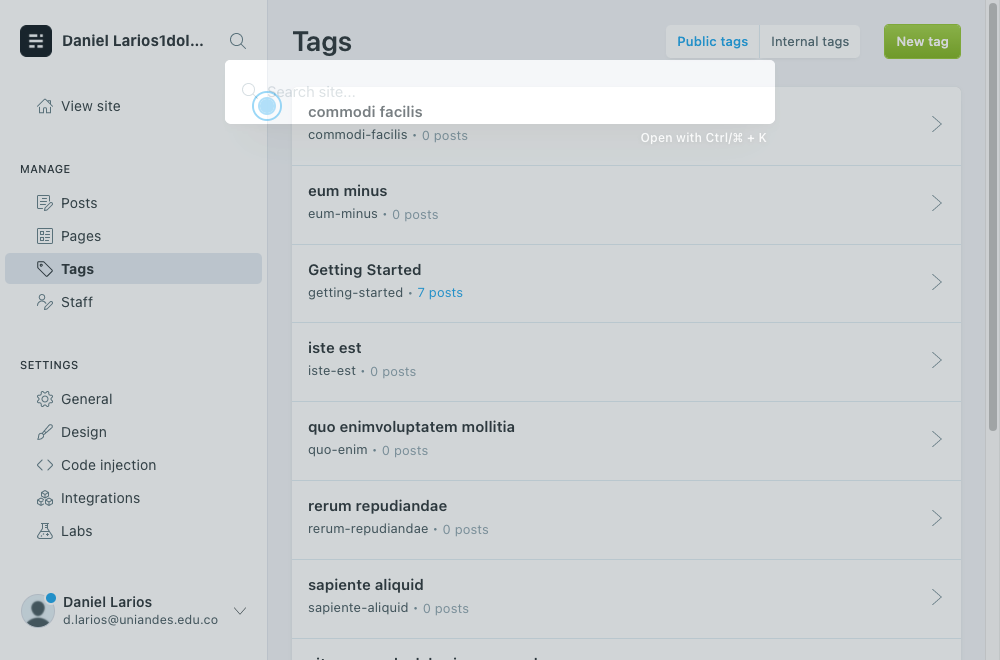 Daniel Larios1dol...
View site
MANAGE
Posts
Pages
Tags
Staff
SETTINGS
General
Design
Code injection
Integrations
Labs
Daniel Larios
d.larios@uniandes.edu.co
Tags
Public tags
Internal tags
New tag
Search site...
commodi facilis
commodi-facilis • 0 posts
Open with Ctrl/⌘ + K
eum minus
eum-minus • 0 posts
Getting Started
getting-started • 7 posts
iste est
iste-est • 0 posts
quo enimvoluptatem mollitia
quo-enim • 0 posts
rerum repudiandae
rerum-repudiandae • 0 posts
sapiente aliquid
sapiente-aliquid • 0 posts